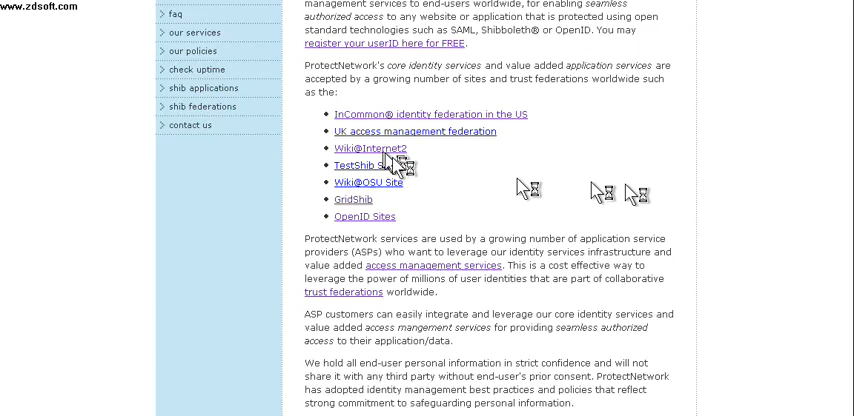 www.zdsoft.com
faq
our services
our policies
check uptime
shib applications
shib federations
contact us
management services to end-users worldwide, for enabling seamless
authorized access to any website or application that is protected using open
standard technologies such as SAML, Shibboleth® or OpenID. You may
register your userID here for FREE.
ProtectNetwork's core identity services and value added application services are
accepted by a growing number of sites and trust federations worldwide such
as the:
InCommon® identity federation in the US
UK access management federation
Wiki@Internet2
TestShib
Wiki@OSU Site
GridShib
OpenID Sites
ProtectNetwork services are used by a growing number of application service
providers (ASPs) who want to leverage our identity services infrastructure and
value added access management services. This is a cost effective way to
leverage the power of millions of user identities that are part of collaborative
trust federations worldwide.
ASP customers can easily integrate and leverage our core identity services and
value added access mangement services for providing seamless authorized
access to their application/data.
We hold all end-user personal information in strict confidence and will not
share it with any third party without end-user's prior consent. ProtectNetwork
has adopted identity management best practices and policies that reflect
strong commitment to safeguarding personal information.